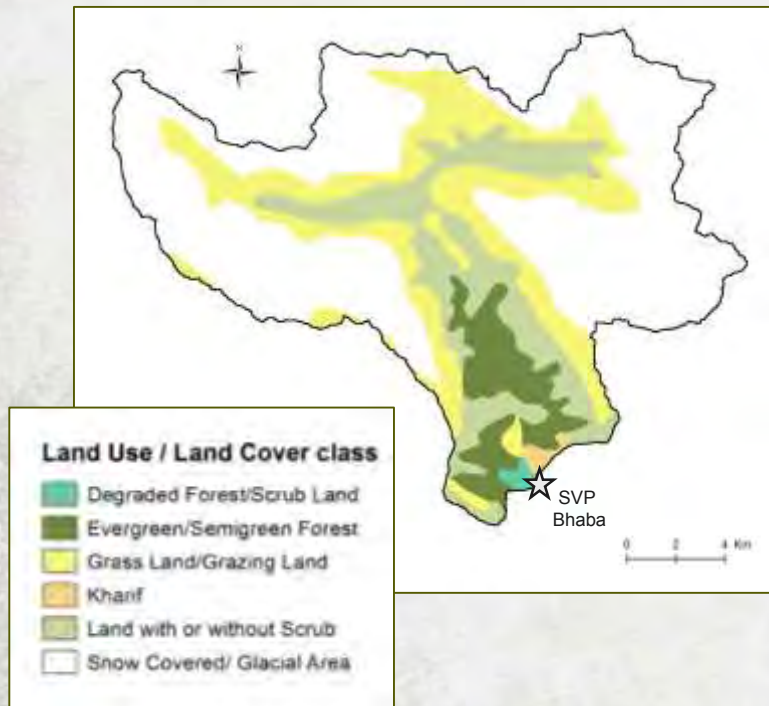 N
SVP
Bhaba
0 2 4 Km
Land Use / Land Cover class
Degraded Forest/Scrub Land
Evergreen/Semigreen Forest
Grass Land/Grazing Land
Kharif
Land with or without Scrub
Snow Covered/ Glacial Area